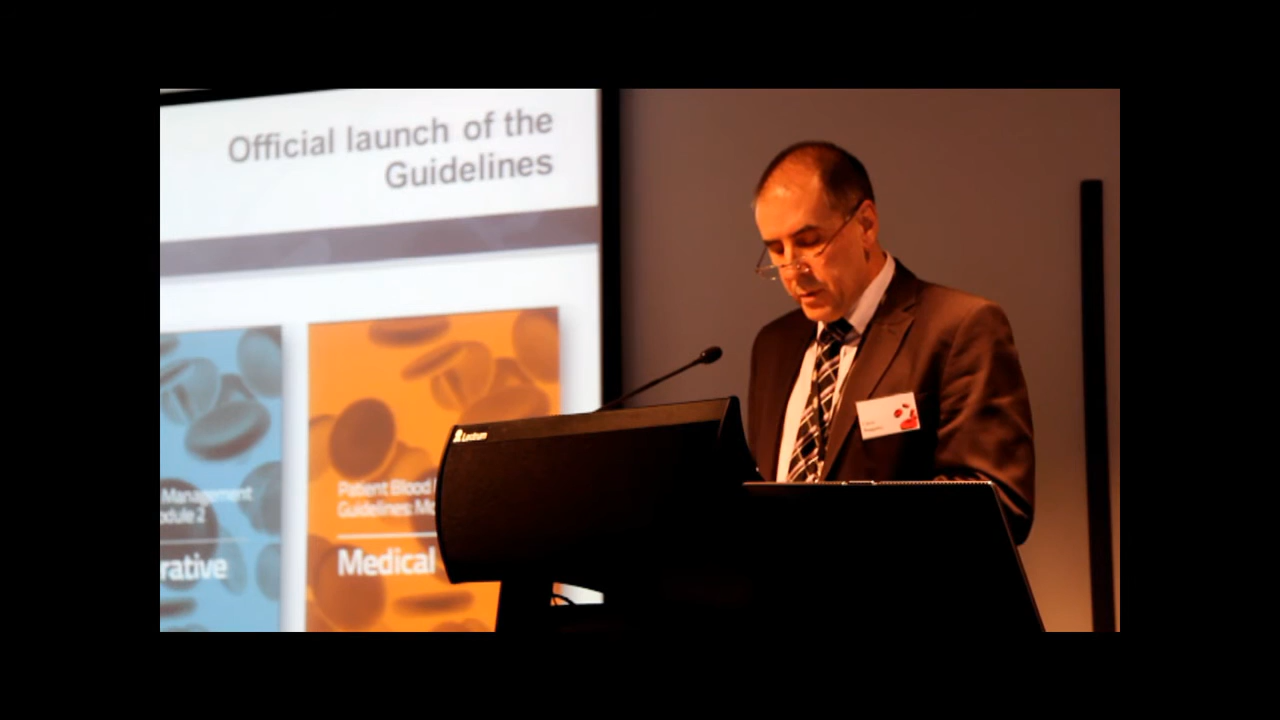 Official launch of the
Guidelines
Management
odule 2
rative
Patient Blood
Guidelines: Mo
Medical
Lectrum